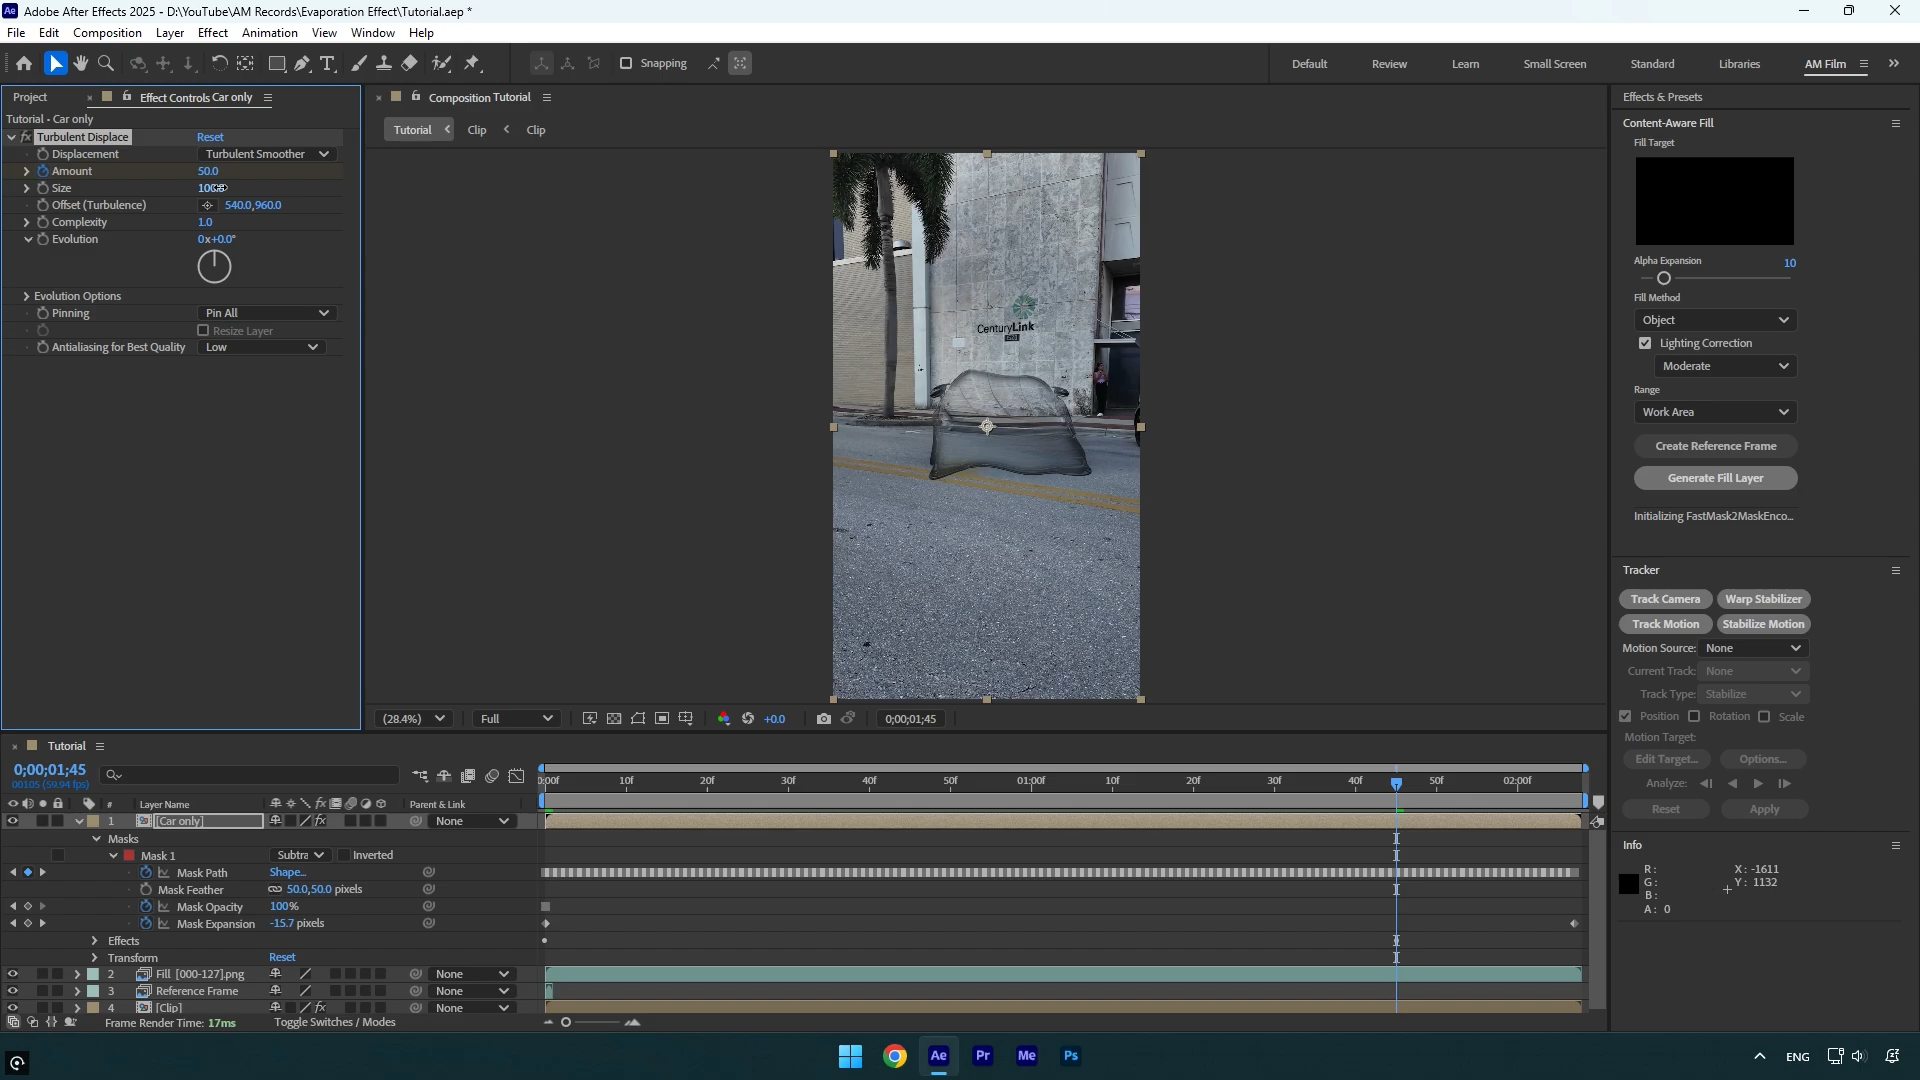 Adobe After Effects 2025 - D:\YouTube\AM Records\Evaporation Effect\Tutorial.aep *
File Edit Composition Layer Effect Animation View Window Help
Snapping
Default Review Learn Small Screen Standard Libraries AM Film
Project Effect Controls Car only
Tutorial • Car only
fx Turbulent Displace Reset
Displacement Turbulent Smoother
Amount 50.0
Size
Offset (Turbulence) 540.0,960.0
Complexity 1.0
Evolution 0x+0.0°
Evolution Options
Pinning Pin All
Resize Layer
Antialiasing for Best Quality Low
Composition Tutorial
Tutorial Clip Clip
CenturyLink
(28.4%) Full +0.0 0;00;01;45
Effects & Presets
Content-Aware Fill
Fill Target
Alpha Expansion 10
Fill Method
Object
Lighting Correction
Moderate
Range
Work Area
Create Reference Frame
Generate Fill Layer
Initializing FastMask2MaskEnco...
Tracker
Track Camera Warp Stabilizer
Track Motion Stabilize Motion
Motion Source: None
Current Track: None
Track Type: Stabilize
Position Rotation Scale
Motion Target:
Edit Target... Options...
Analyze:
Reset Apply
Info
R: X: -1611
G: Y: 1132
B:
A: 0
Tutorial
0;00;01;45
00105 (59.94 fps)
0:00f 10f 20f 30f 40f 50f 01:00f 10f 20f 30f 40f 50f 02:00f
# Layer Name fx Parent & Link
1 [Car only] fx None
Masks
Mask 1 Subtra Inverted
Mask Path Shape...
Mask Feather 50.0,50.0 pixels
Mask Opacity 100%
Mask Expansion -15.7 pixels
Effects
Transform Reset
2 Fill [000-127].png None
3 Reference Frame None
4 [Clip] fx None
Frame Render Time: 17ms Toggle Switches / Modes
Ae Pr Me Ps
ENG